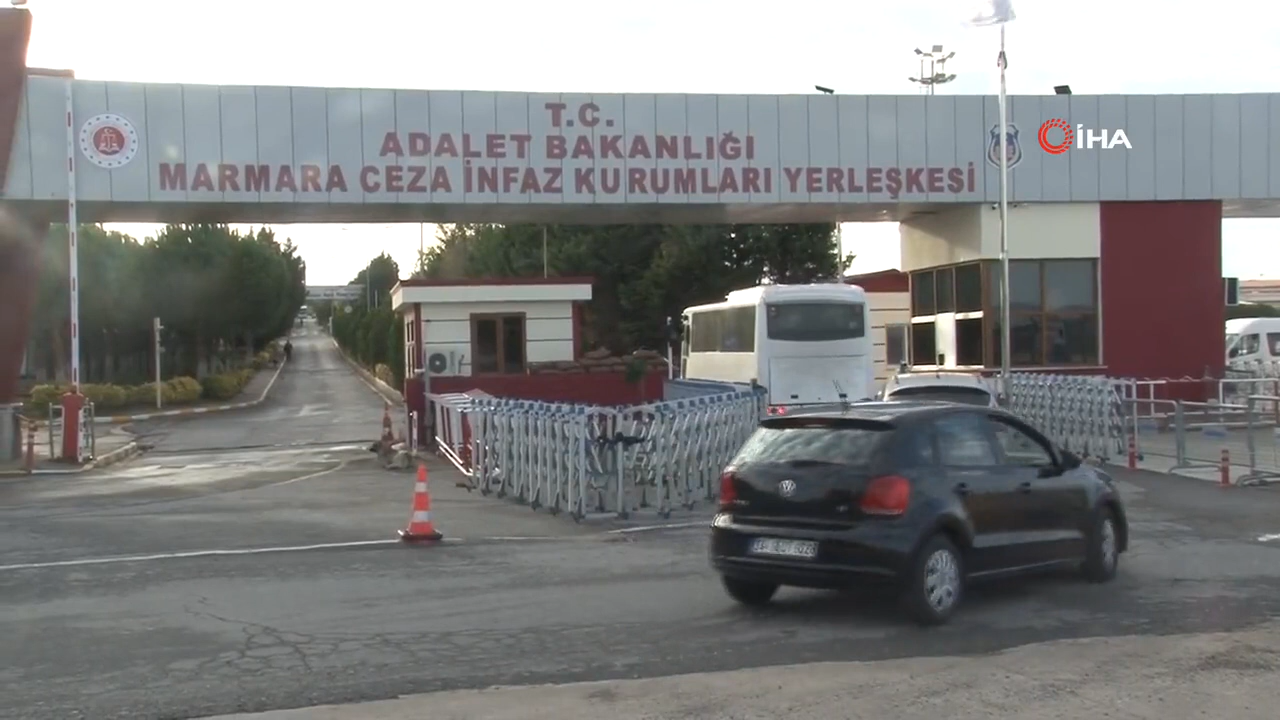 T.C.
ADALET BAKANLIĞI
MARMARA CEZA İNFAZ KURUMLARI YERLEŞKESİ
İHA